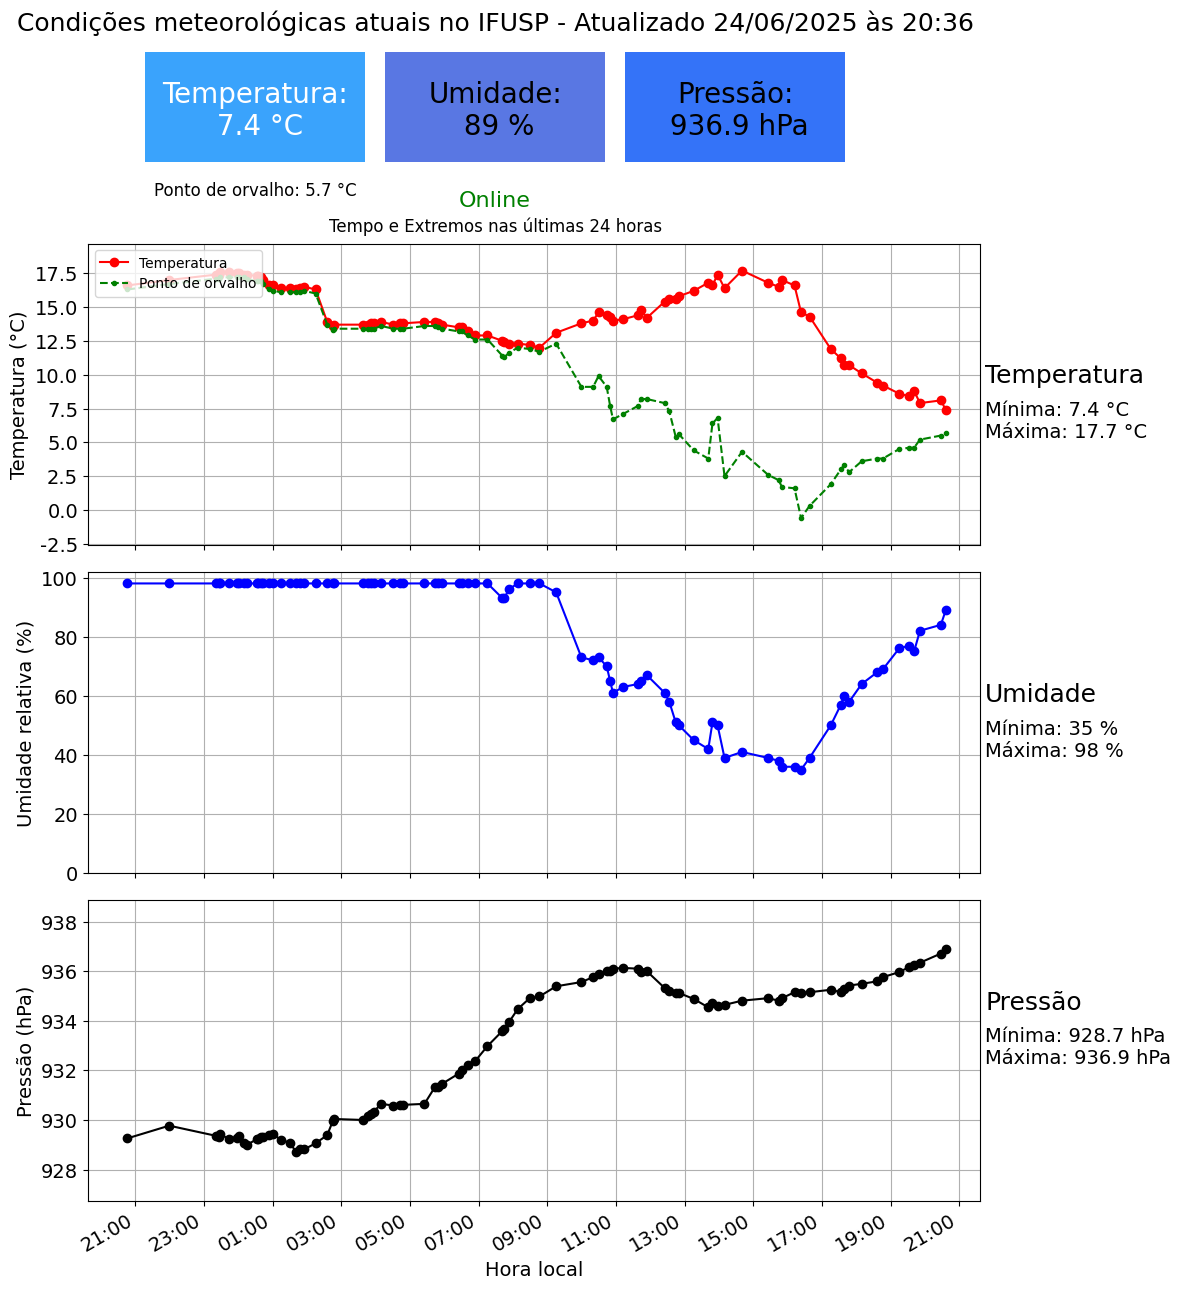 Condições meteorológicas atuais no IFUSP - Atualizado 24/06/2025 às 20:36
Temperatura:
7.4 °C
Umidade:
89 %
Pressão:
936.9 hPa
Ponto de orvalho: 5.7 °C
Online
Tempo e Extremos nas últimas 24 horas
Temperatura
Ponto de orvalho
Temperatura (°C)
17.5
15.0
12.5
10.0
7.5
5.0
2.5
0.0
-2.5
Temperatura
Mínima: 7.4 °C
Máxima: 17.7 °C
Umidade relativa (%)
100
80
60
40
20
0
Umidade
Mínima: 35 %
Máxima: 98 %
Pressão (hPa)
938
936
934
932
930
928
Pressão
Mínima: 928.7 hPa
Máxima: 936.9 hPa
21:00
23:00
01:00
03:00
05:00
07:00
09:00
11:00
13:00
15:00
17:00
19:00
21:00
Hora local